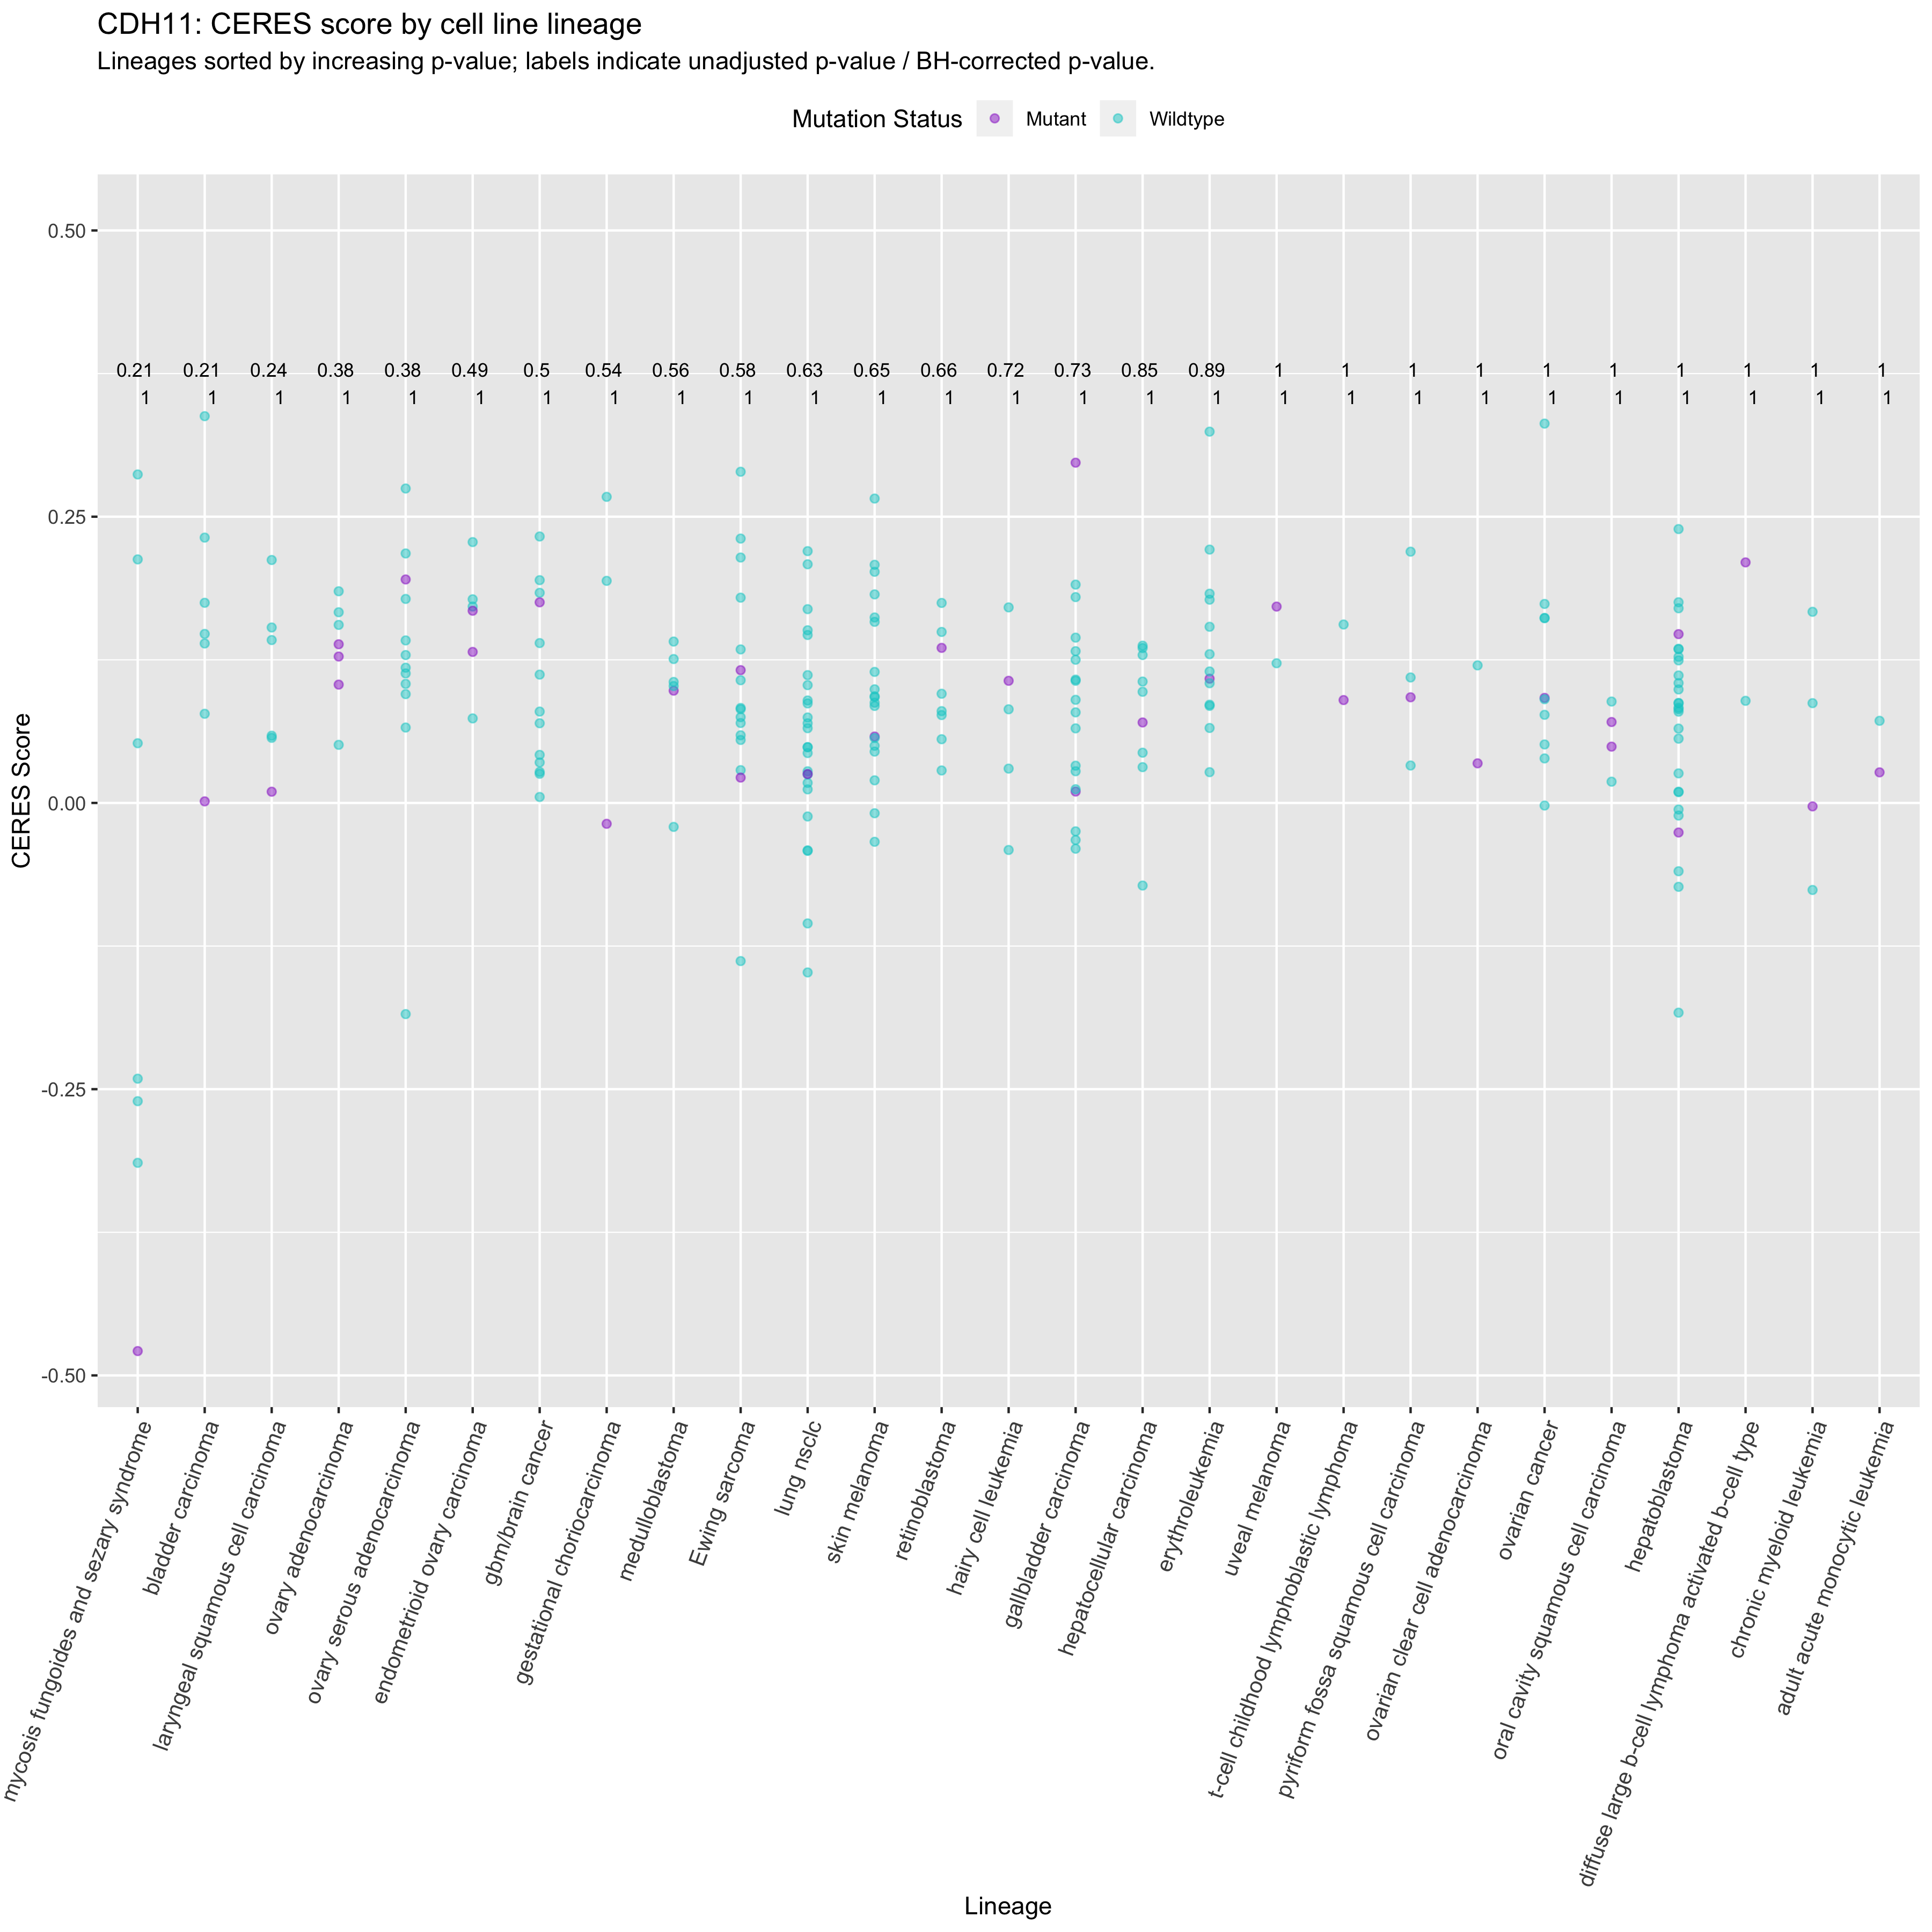 CDH11: CERES score by cell line lineage
Lineages sorted by increasing p-value; labels indicate unadjusted p-value / BH-corrected p-value.
Mutation Status Mutant Wildtype
0.50
0.25
0.00
-0.25
-0.50
CERES Score
0.21 0.21 0.24 0.38 0.38 0.49 0.5 0.54 0.56 0.58 0.63 0.65 0.66 0.72 0.73 0.85 0.89 1 1 1 1 1 1 1 1 1 1
1 1 1 1 1 1 1 1 1 1 1 1 1 1 1 1 1 1 1 1 1 1 1 1 1 1 1
mycosis fungoides and sezary syndrome
bladder carcinoma
laryngeal squamous cell carcinoma
ovary adenocarcinoma
ovary serous adenocarcinoma
endometrioid ovary carcinoma
gbm/brain cancer
gestational choriocarcinoma
medulloblastoma
Ewing sarcoma
lung nsclc
skin melanoma
retinoblastoma
hairy cell leukemia
gallbladder carcinoma
hepatocellular carcinoma
erythroleukemia
uveal melanoma
t-cell childhood lymphoblastic lymphoma
pyriform fossa squamous cell carcinoma
ovarian clear cell adenocarcinoma
ovarian cancer
oral cavity squamous cell carcinoma
hepatoblastoma
diffuse large b-cell lymphoma activated b-cell type
chronic myeloid leukemia
adult acute monocytic leukemia
Lineage